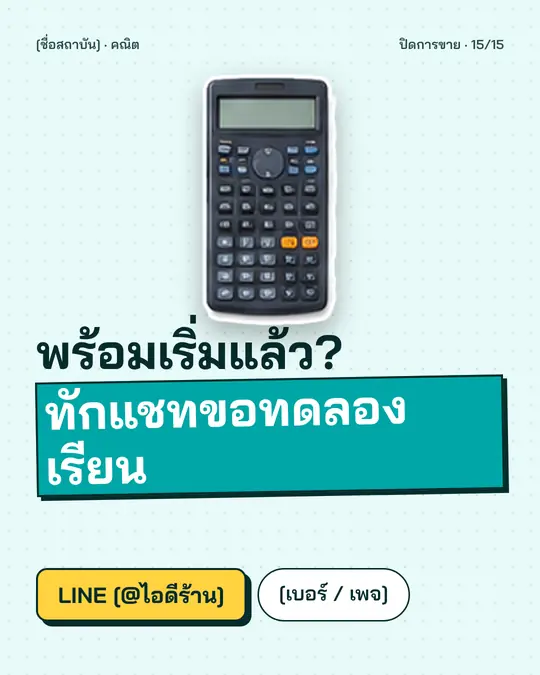 (ชื่อสถาบัน) · คณิต
ปิดการขาย · 15/15
พร้อมเริ่มแล้ว?
ทักแชทขอทดลอง
เรียน
LINE (@ไอดีร้าน)
(เบอร์ / เพจ)